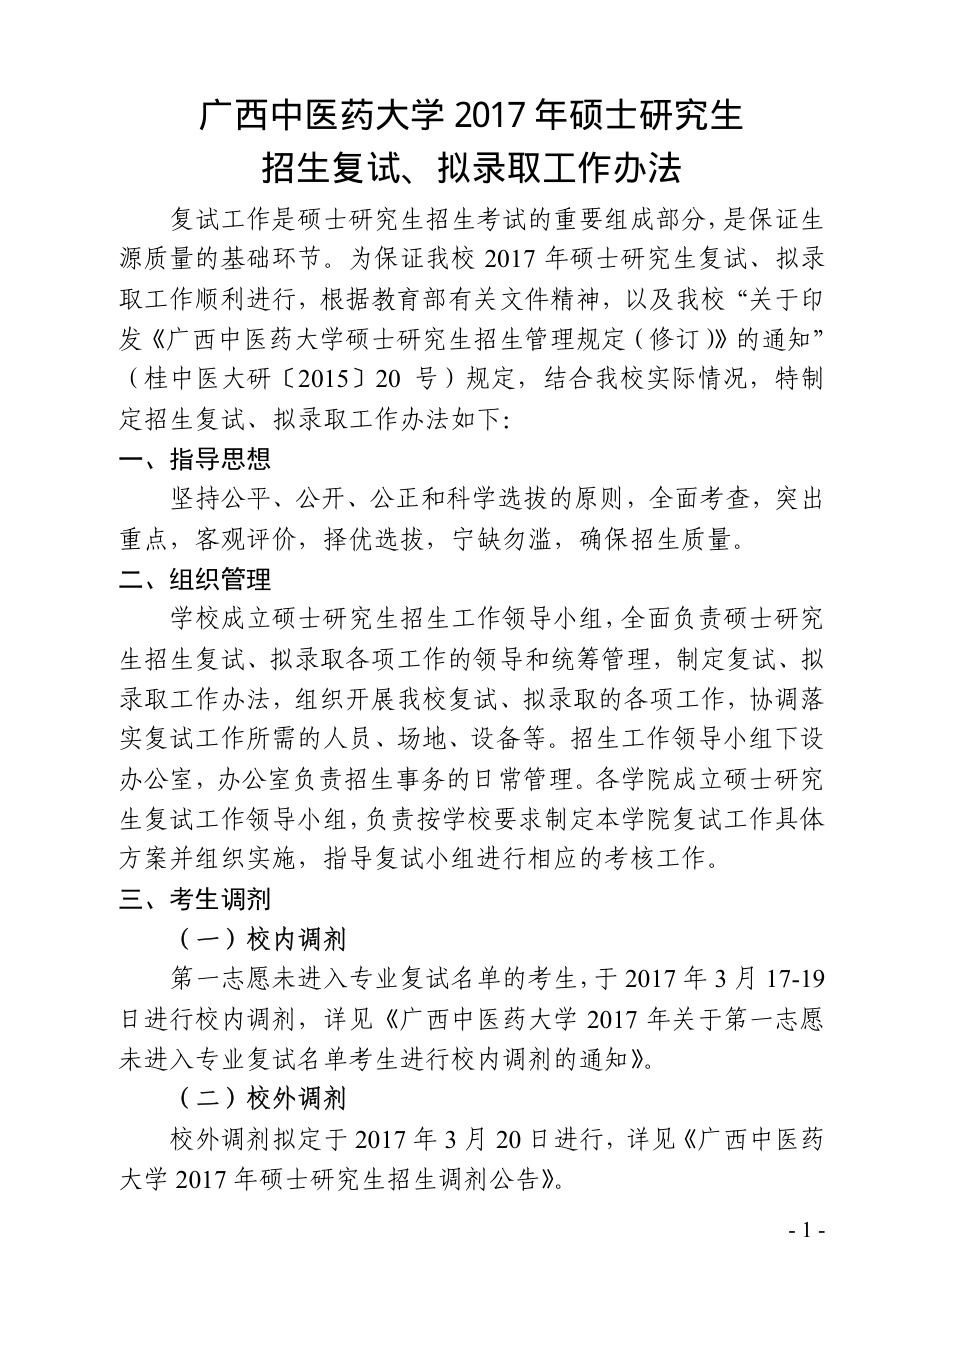 广西中医药大学 2017 年硕士研究生
招生复试、拟录取工作办法
复试工作是硕士研究生招生考试的重要组成部分，是保证生
源质量的基础环节。为保证我校 2017 年硕士研究生复试、拟录
取工作顺利进行，根据教育部有关文件精神，以及我校“关于印
发《广西中医药大学硕士研究生招生管理规定（修订）》的通知”
（桂中医大研〔2015〕20 号）规定，结合我校实际情况，特制
定招生复试、拟录取工作办法如下：
一、指导思想
坚持公平、公开、公正和科学选拔的原则，全面考查，突出
重点，客观评价，择优选拔，宁缺勿滥，确保招生质量。
二、组织管理
学校成立硕士研究生招生工作领导小组，全面负责硕士研究
生招生复试、拟录取各项工作的领导和统筹管理，制定复试、拟
录取工作办法，组织开展我校复试、拟录取的各项工作，协调落
实复试工作所需的人员、场地、设备等。招生工作领导小组下设
办公室，办公室负责招生事务的日常管理。各学院成立硕士研究
生复试工作领导小组，负责按学校要求制定本学院复试工作具体
方案并组织实施，指导复试小组进行相应的考核工作。
三、考生调剂
（一）校内调剂
第一志愿未进入专业复试名单的考生，于 2017 年 3 月 17-19
日进行校内调剂，详见《广西中医药大学 2017 年关于第一志愿
未进入专业复试名单考生进行校内调剂的通知》。
（二）校外调剂
校外调剂拟定于 2017 年 3 月 20 日进行，详见《广西中医药
大学 2017 年硕士研究生招生调剂公告》。
- 1 -